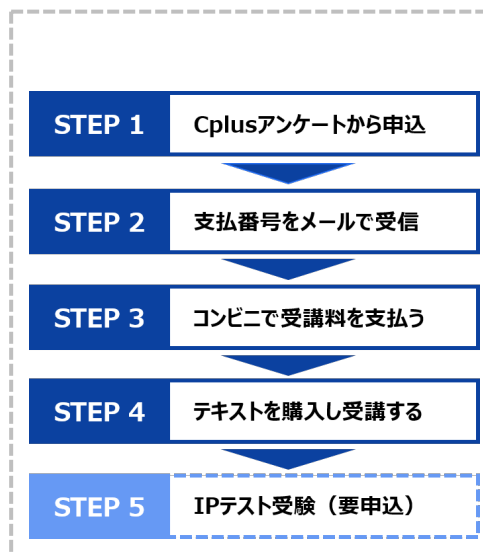 STEP 1 Cplusアンケートから申込
STEP 2 支払番号をメールで受信
STEP 3 コンビニで受講料を支払う
STEP 4 テキストを購入し受講する
STEP 5 IPテスト受験（要申込）